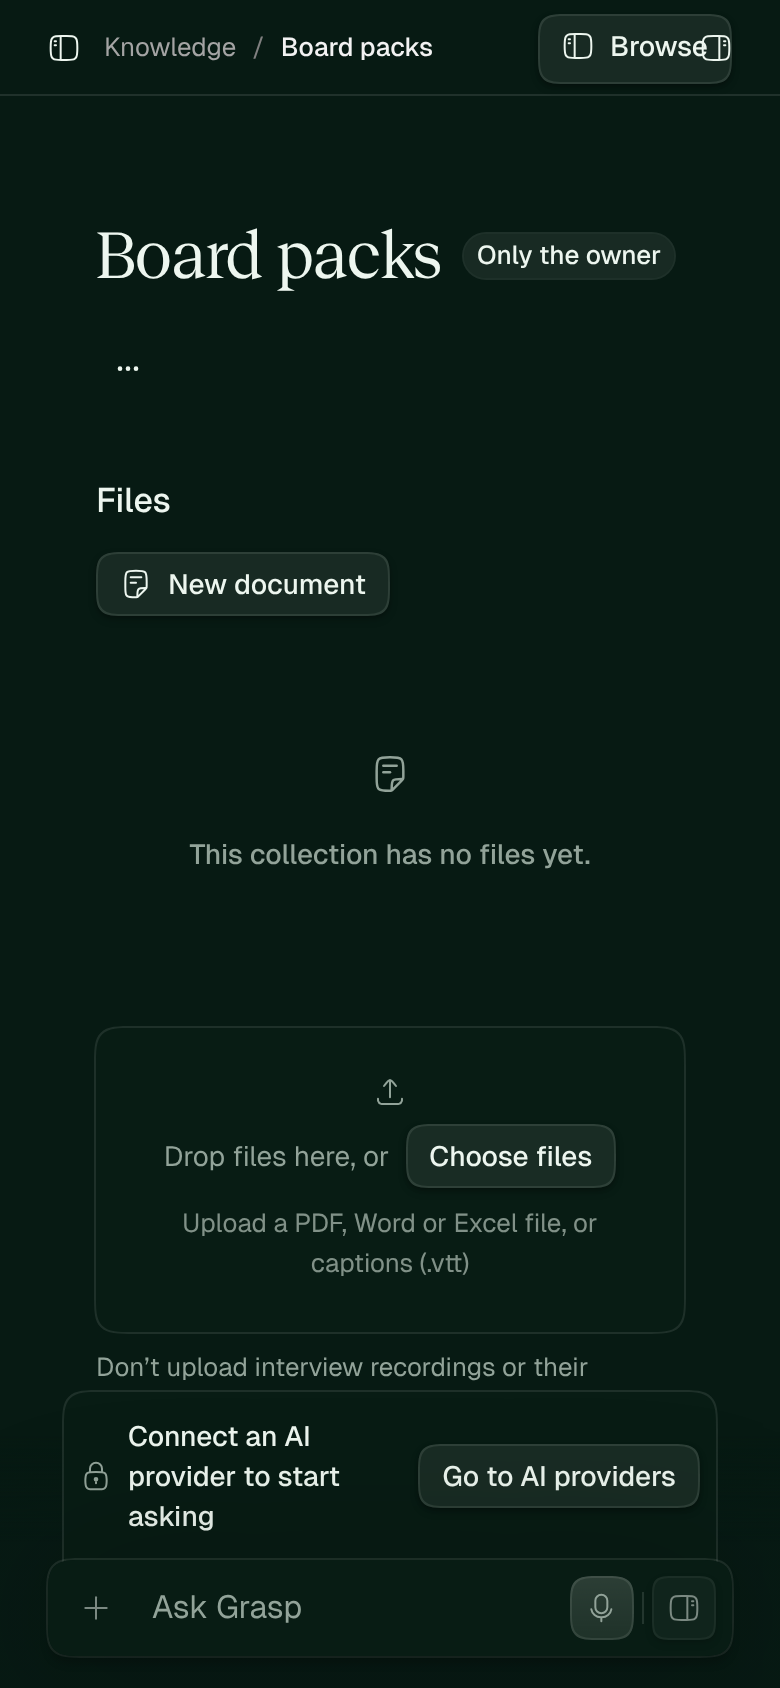 Knowledge / Board packs
Browse
Board packs
Only the owner
...
Files
New document
This collection has no files yet.
Drop files here, or
Choose files
Upload a PDF, Word or Excel file, or
captions (.vtt)
Don’t upload interview recordings or their
Connect an AI
provider to start
asking
Go to AI providers
Ask Grasp